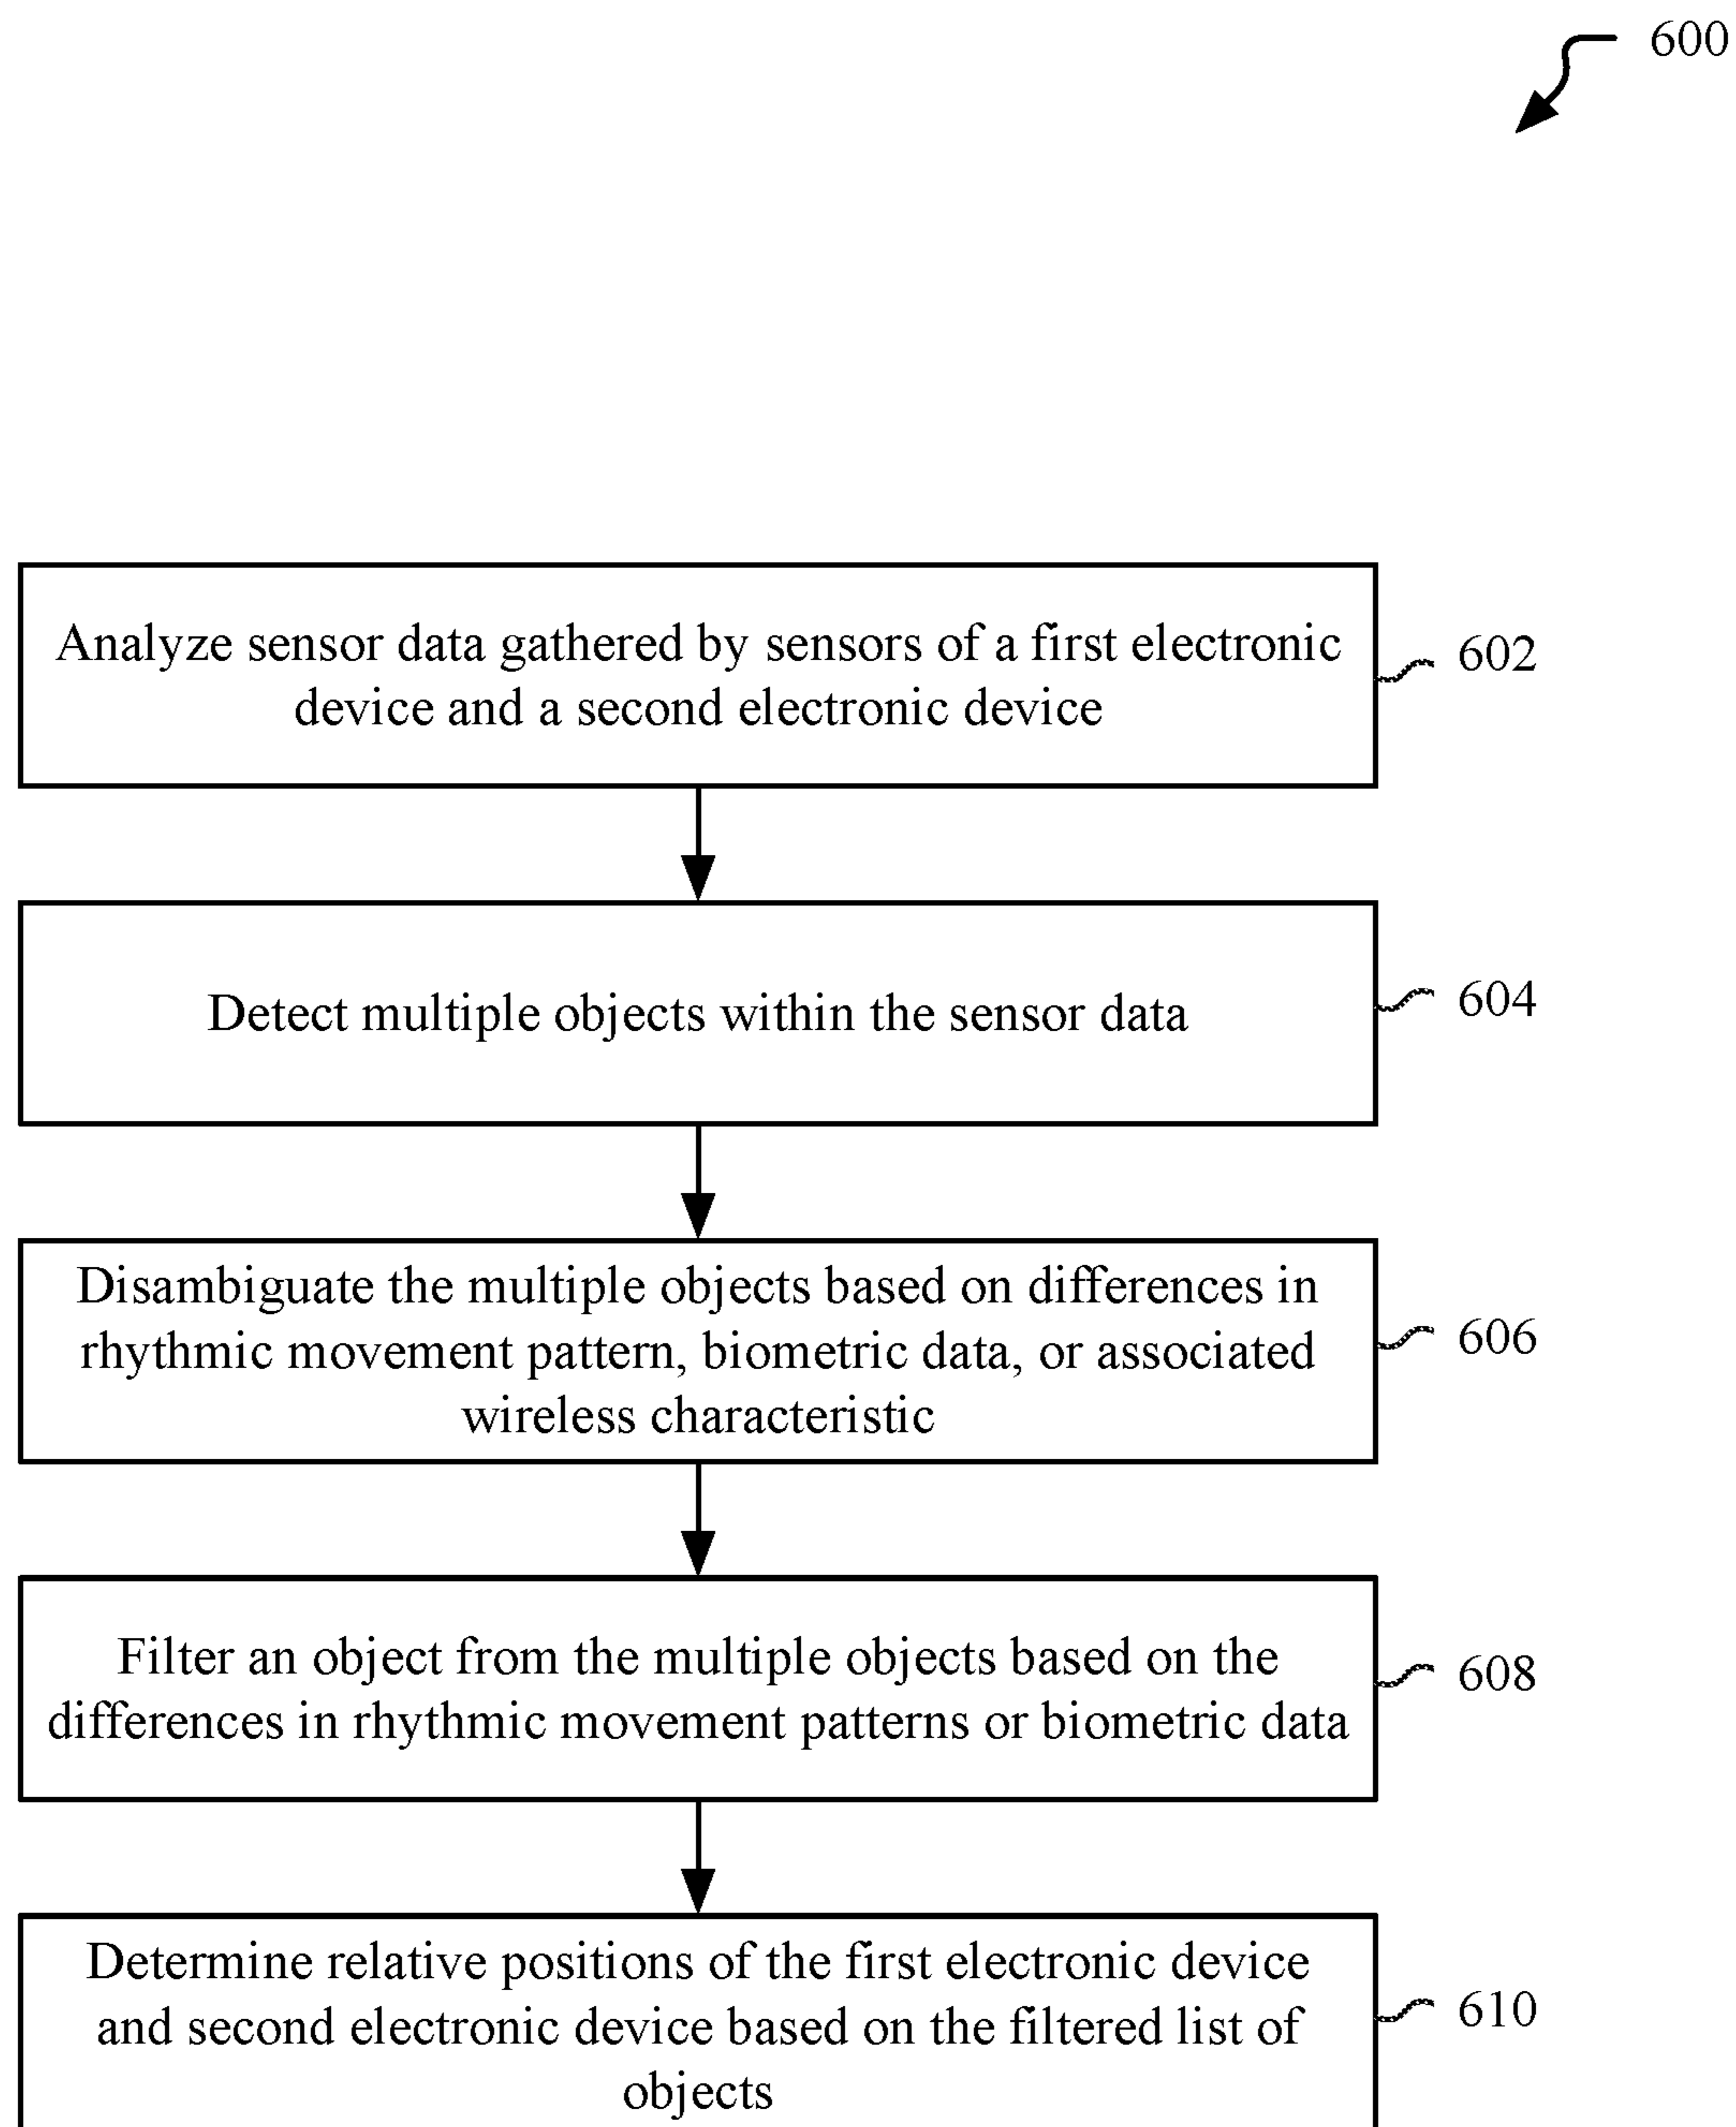 600
Analyze sensor data gathered by sensors of a first electronic
device and a second electronic device
602
Detect multiple objects within the sensor data
604
Disambiguate the multiple objects based on differences in
rhythmic movement pattern, biometric data, or associated
wireless characteristic
606
Filter an object from the multiple objects based on the
differences in rhythmic movement patterns or biometric data
608
Determine relative positions of the first electronic device
and second electronic device based on the filtered list of
objects
610